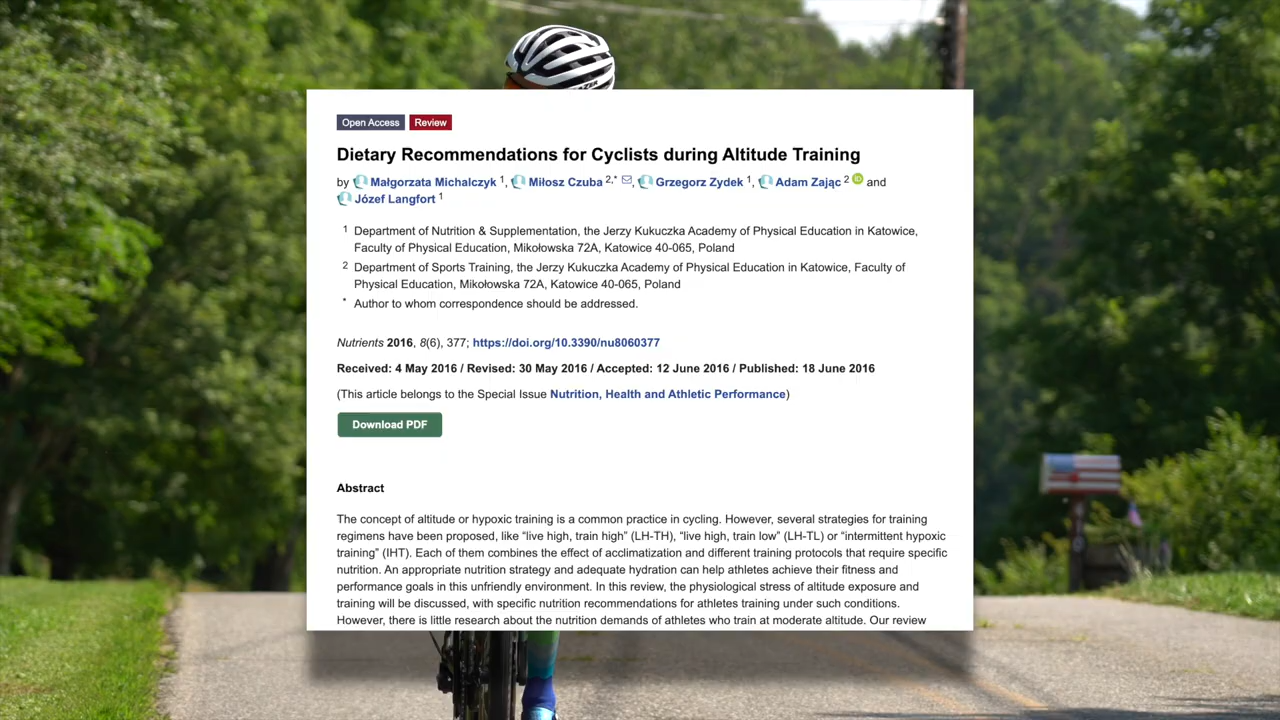 Open Access Review
Dietary Recommendations for Cyclists during Altitude Training
by Małgorzata Michalczyk 1, Miłosz Czuba 2,*, Grzegorz Zydek 1, Adam Zając 2 iD and
Józef Langfort 1
1 Department of Nutrition & Supplementation, the Jerzy Kukuczka Academy of Physical Education in Katowice,
Faculty of Physical Education, Mikołowska 72A, Katowice 40-065, Poland
2 Department of Sports Training, the Jerzy Kukuczka Academy of Physical Education in Katowice, Faculty of
Physical Education, Mikołowska 72A, Katowice 40-065, Poland
* Author to whom correspondence should be addressed.
Nutrients 2016, 8(6), 377; https://doi.org/10.3390/nu8060377
Received: 4 May 2016 / Revised: 30 May 2016 / Accepted: 12 June 2016 / Published: 18 June 2016
(This article belongs to the Special Issue Nutrition, Health and Athletic Performance)
Download PDF
Abstract
The concept of altitude or hypoxic training is a common practice in cycling. However, several strategies for training
regimens have been proposed, like “live high, train high” (LH-TH), “live high, train low” (LH-TL) or “intermittent hypoxic
training” (IHT). Each of them combines the effect of acclimatization and different training protocols that require specific
nutrition. An appropriate nutrition strategy and adequate hydration can help athletes achieve their fitness and
performance goals in this unfriendly environment. In this review, the physiological stress of altitude exposure and
training will be discussed, with specific nutrition recommendations for athletes training under such conditions.
However, there is little research about the nutrition demands of athletes who train at moderate altitude. Our review